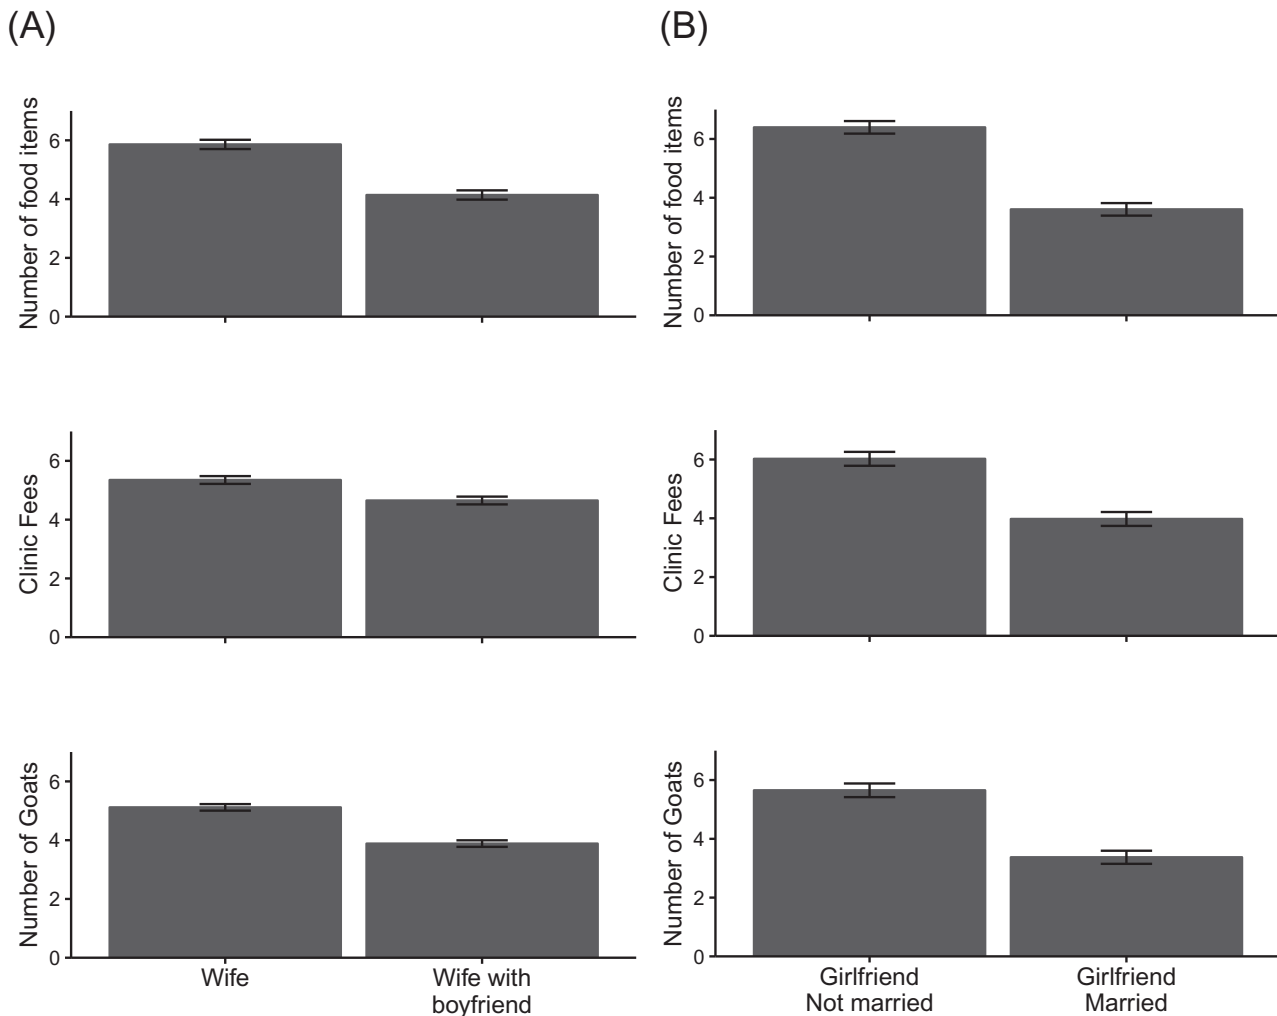 (A)
(B)
Number of food items
6
4
2
0
Number of food items
6
4
2
0
Clinic Fees
6
4
2
0
Clinic Fees
6
4
2
0
Number of Goats
6
4
2
0
Wife
Wife with
boyfriend
Number of Goats
6
4
2
0
Girlfriend
Not married
Girlfriend
Married